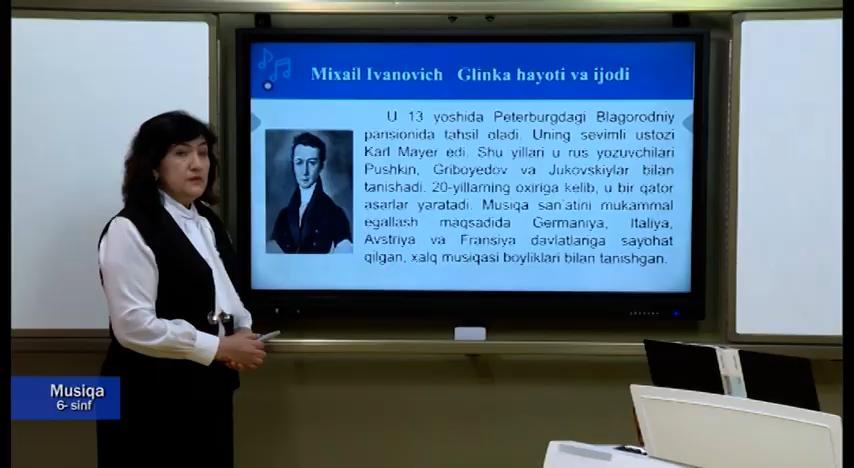 Mixail Ivanovich Glinka hayoti va ijodi
U 13 yoshida Peterburgdagi Blagorodniy
pansionida tahsil oladi. Uning sevimli ustozi
Karl Mayer edi. Shu yillari u rus yozuvchilari
Pushkin, Griboyedov va Jukovskiylar bilan
tanishadi. 20-yillarning oxiriga kelib, u bir qator
asarlar yaratadi. Musiqa san'atini mukammal
egallash maqsadida Germaniya, Italiya,
Avstriya va Fransiya davlatlariga sayohat
qilgan, xalq musiqasi boyliklari bilan tanishgan.
Musiqa
6- sinf